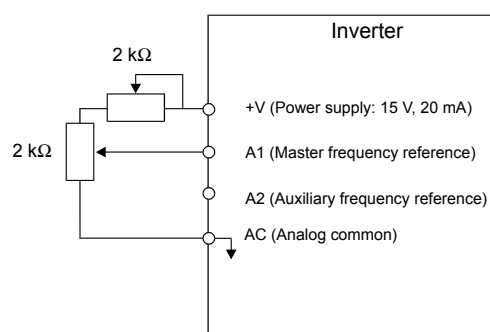 Inverter
2 kΩ
+V (Power supply: 15 V, 20 mA)
2 kΩ
A1 (Master frequency reference)
A2 (Auxiliary frequency reference)
AC (Analog common)